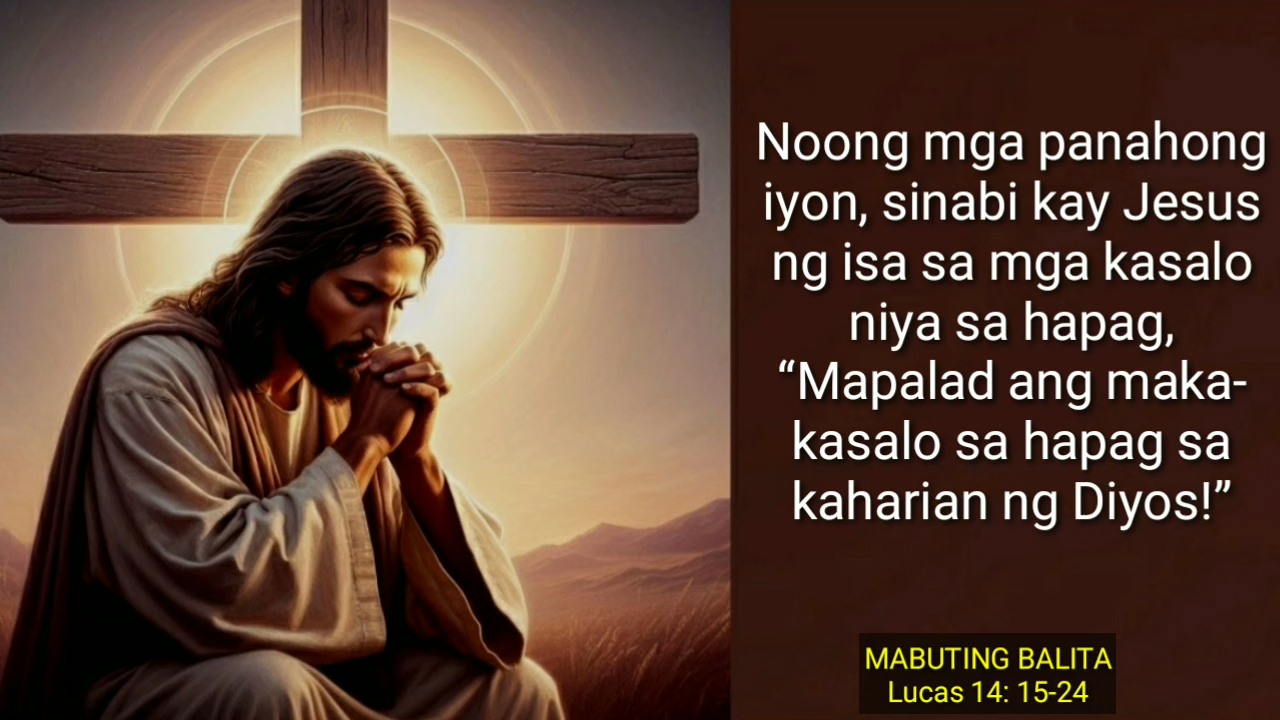 Noong mga panahong
iyon, sinabi kay Jesus
ng isa sa mga kasalo
niya sa hapag,
“Mapalad ang maka-
kasalo sa hapag sa
kaharian ng Diyos!”
MABUTING BALITA
Lucas 14: 15-24